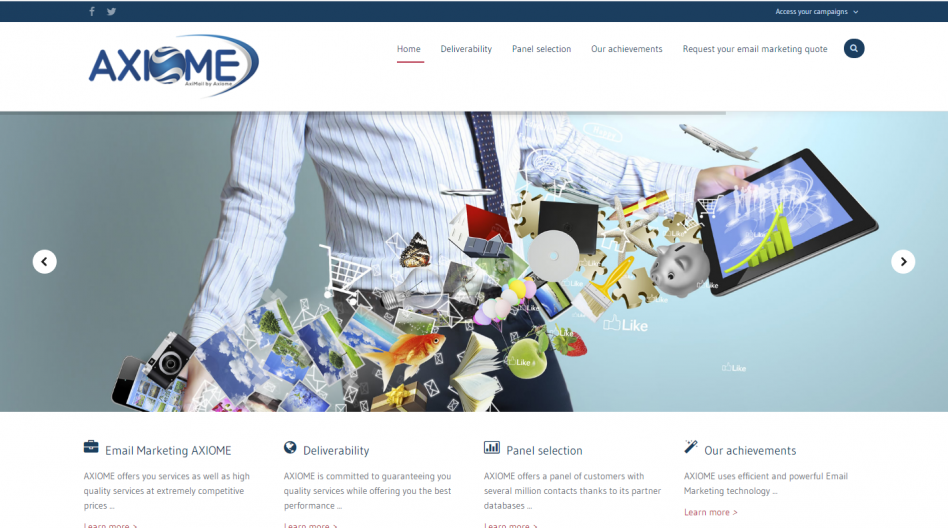 Access your campaigns
AXIOME
AxiMail by Axiome
Home
Deliverability
Panel selection
Our achievements
Request your email marketing quote
Like
Like
Like
Like
Like
Like
Like
Like
Like
Email Marketing AXIOME
AXIOME offers you services as well as high
quality services at extremely competitive
prices ...
Learn more >
Deliverability
AXIOME is committed to guaranteeing you
quality services while offering you the best
performance ...
Learn more >
Panel selection
AXIOME offers a panel of customers with
several million contacts thanks to its partner
databases ...
Learn more >
Our achievements
AXIOME uses efficient and powerful Email
Marketing technology ...
Learn more >